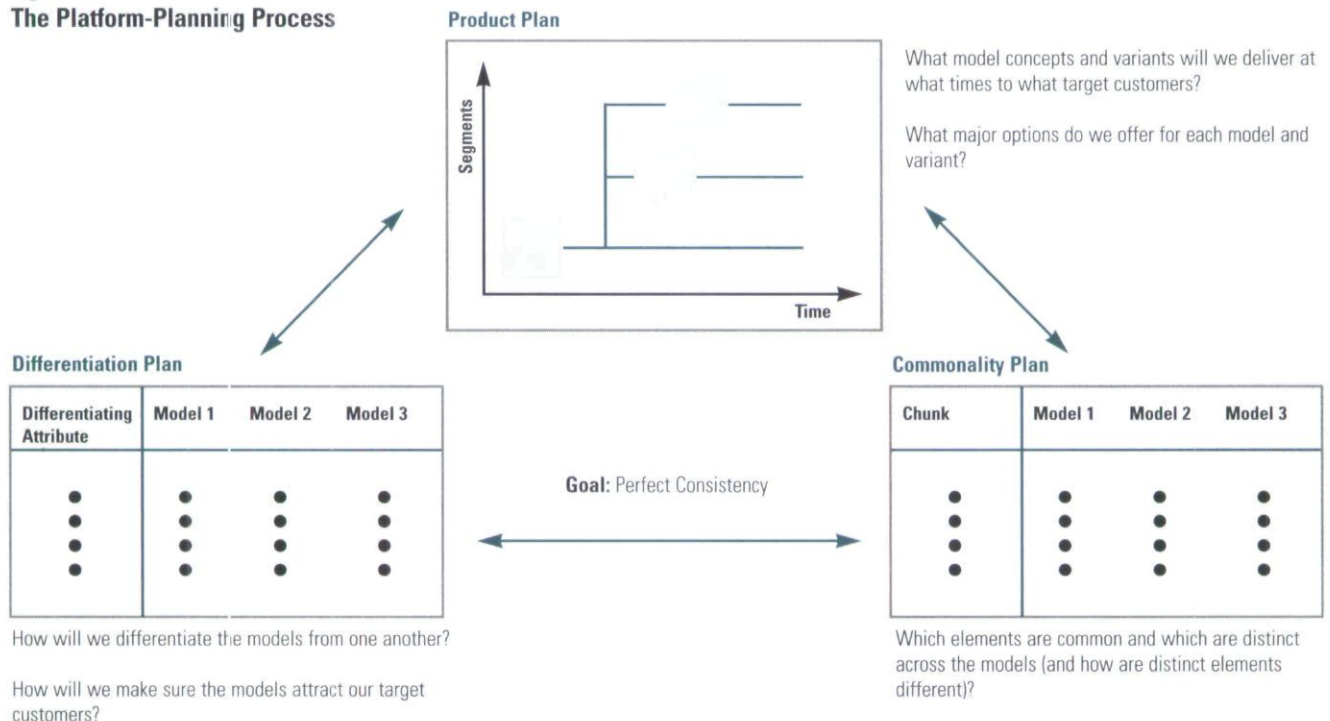 The Platform-Planning Process
Product Plan
Segments
Time
What model concepts and variants will we deliver at
what times to what target customers?
What major options do we offer for each model and
variant?
Differentiation Plan
Differentiating Attribute
Model 1
Model 2
Model 3
How will we differentiate the models from one another?
How will we make sure the models attract our target
customers?
Goal: Perfect Consistency
Commonality Plan
Chunk
Model 1
Model 2
Model 3
Which elements are common and which are distinct
across the models (and how are distinct elements
different)?